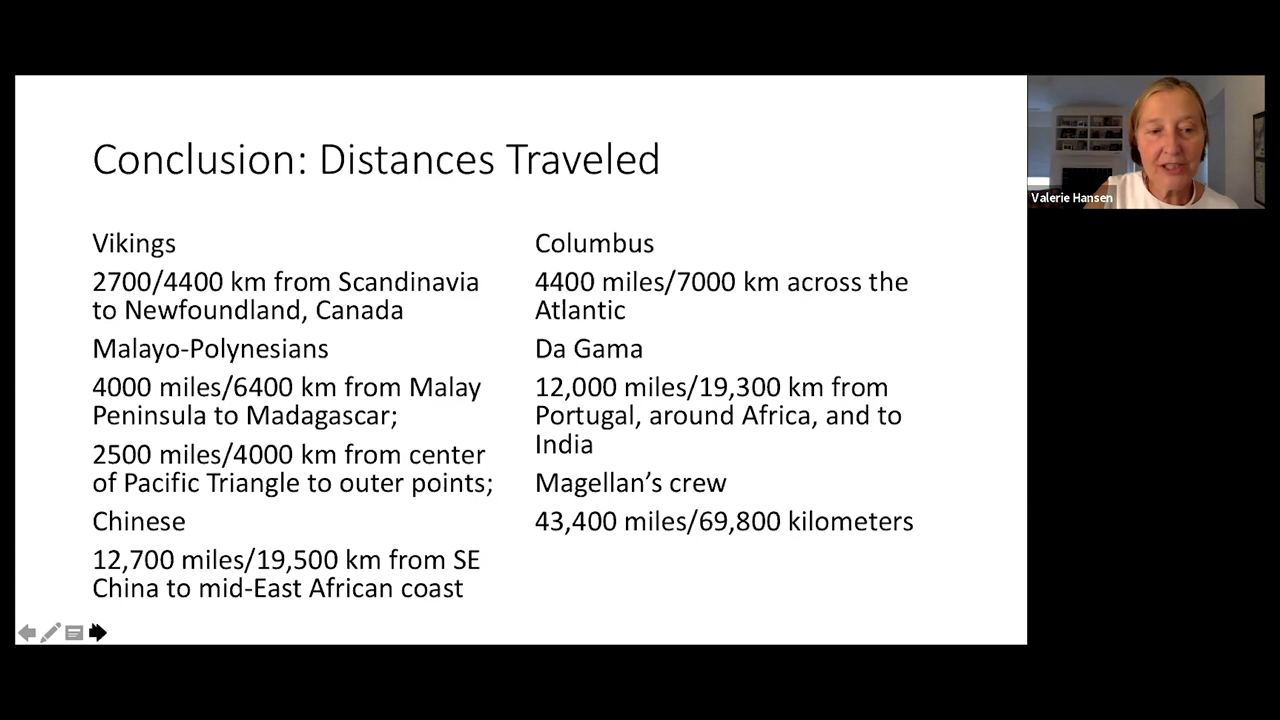 Conclusion: Distances Traveled
Vikings
2700/4400 km from Scandinavia
to Newfoundland, Canada
Malayo-Polynesians
4000 miles/6400 km from Malay
Peninsula to Madagascar;
2500 miles/4000 km from center
of Pacific Triangle to outer points;
Chinese
12,700 miles/19,500 km from SE
China to mid-East African coast
Columbus
4400 miles/7000 km across the
Atlantic
Da Gama
12,000 miles/19,300 km from
Portugal, around Africa, and to
India
Magellan’s crew
43,400 miles/69,800 kilometers
Valerie Hansen